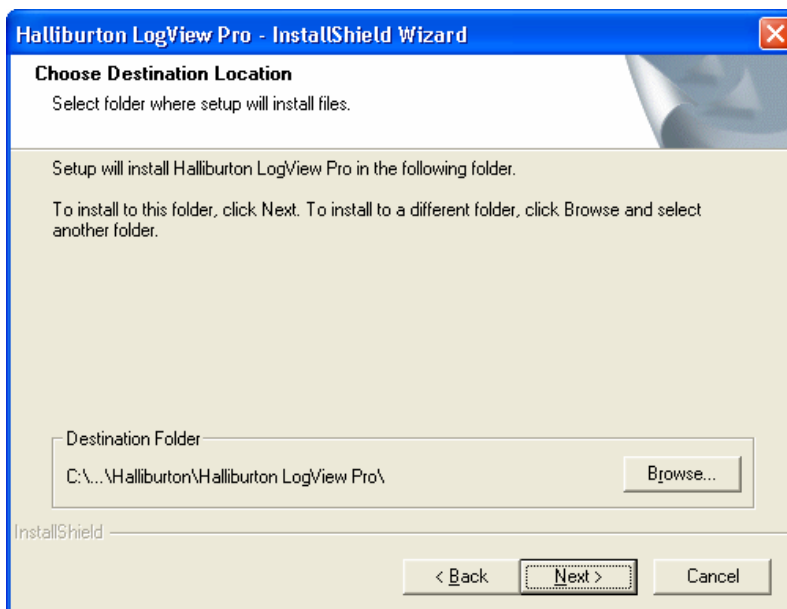 Halliburton LogView Pro - InstallShield Wizard
Choose Destination Location
Select folder where setup will install files.
Setup will install Halliburton LogView Pro in the following folder.
To install to this folder, click Next. To install to a different folder, click Browse and select
another folder.
Destination Folder
C:\...\Halliburton\Halliburton LogView Pro\
Browse...
InstallShield
< Back
Next >
Cancel